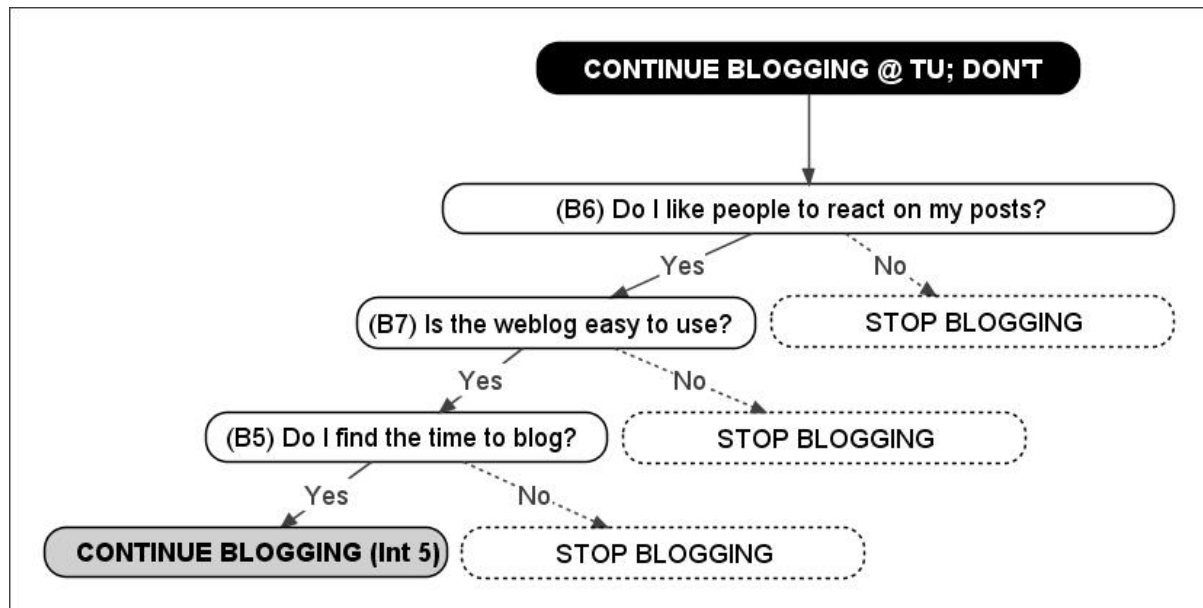 CONTINUE BLOGGING @ TU; DON'T
(B6) Do I like people to react on my posts?
Yes
No
(B7) Is the weblog easy to use?
STOP BLOGGING
Yes
No
(B5) Do I find the time to blog?
STOP BLOGGING
Yes
No
CONTINUE BLOGGING (Int 5)
STOP BLOGGING